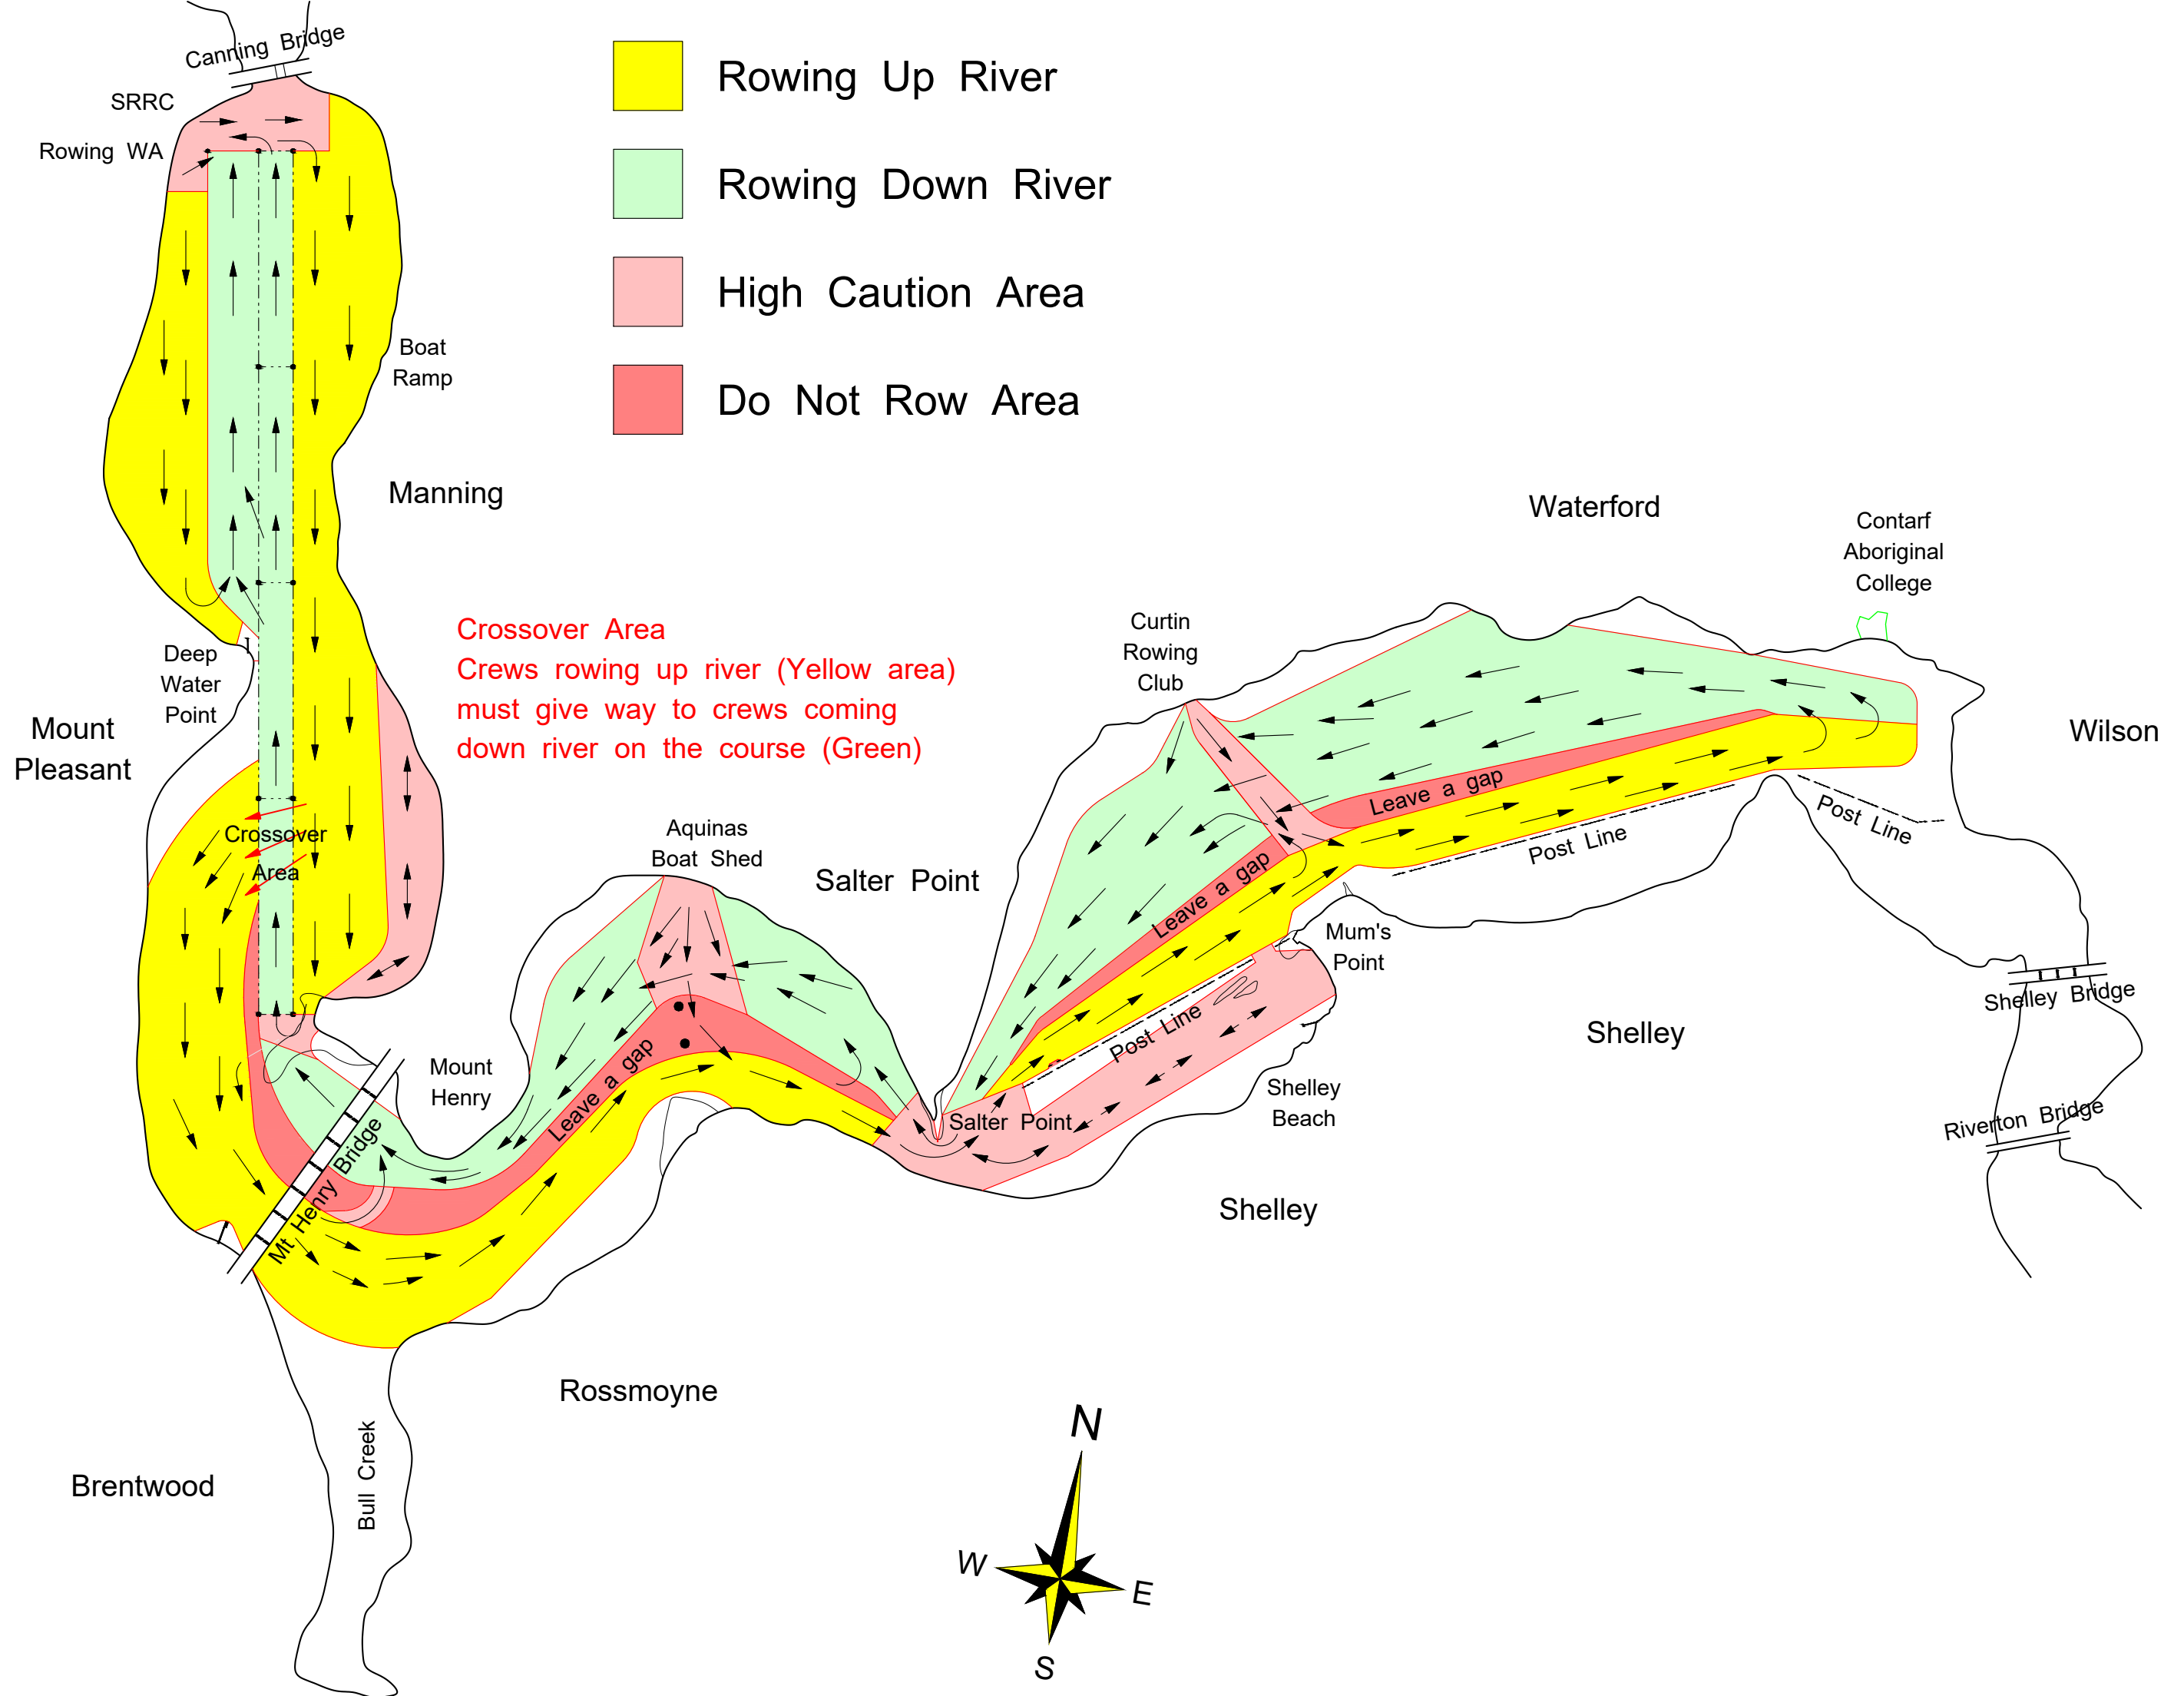 Canning Bridge
SRRC
Rowing WA
Rowing Up River
Rowing Down River
High Caution Area
Do Not Row Area
Boat
Ramp
Manning
Crossover Area
Crews rowing up river (Yellow area)
must give way to crews coming
down river on the course (Green)
Deep
Water
Point
Mount
Pleasant
Crossover
Area
Mount
Henry
Mt Henry Bridge
Aquinas
Boat Shed
Leave a gap
Salter Point
Curtin
Rowing
Club
Waterford
Contarf
Aboriginal
College
Wilson
Leave a gap
Leave a gap
Post Line
Post Line
Post Line
Mum's
Point
Salter Point
Shelley
Beach
Shelley
Shelley
Shelley Bridge
Riverton Bridge
Rossmoyne
Brentwood
Bull Creek
N
W
E
S